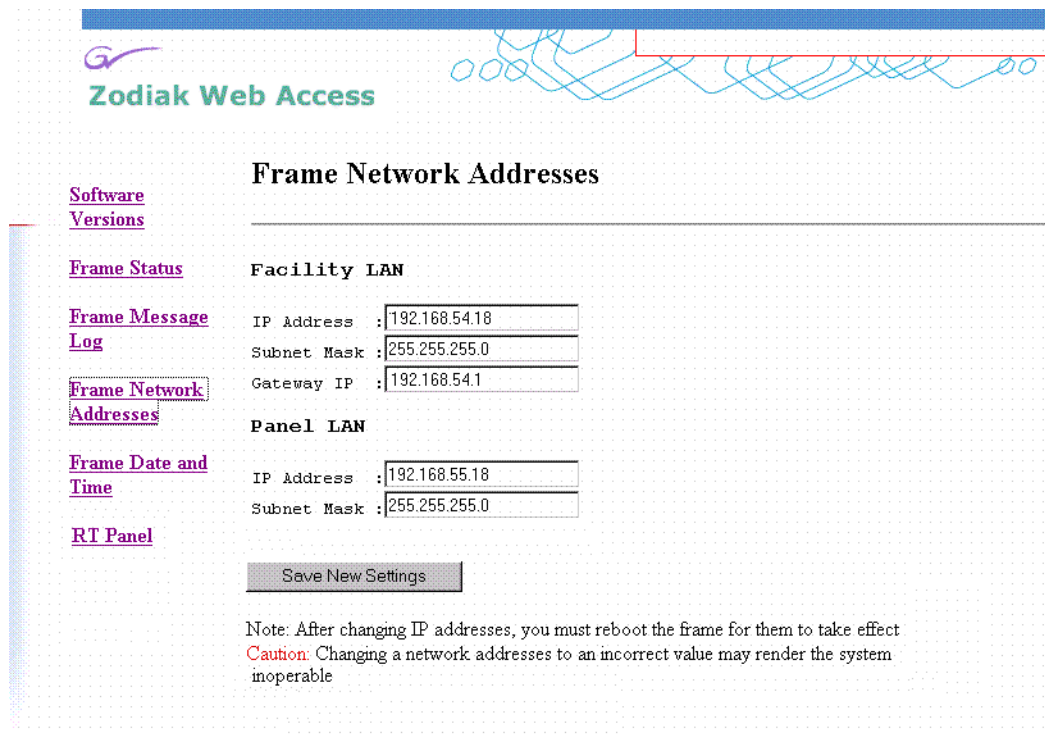 Zodiak Web Access
Frame Network Addresses
Software
Versions
Frame Status
Frame Message
Log
Frame Network
Addresses
Frame Date and
Time
RT Panel
Facility LAN
IP Address : 192.168.54.18
Subnet Mask : 255.255.255.0
Gateway IP : 192.168.54.1
Panel LAN
IP Address : 192.168.55.18
Subnet Mask : 255.255.255.0
Save New Settings
Note: After changing IP addresses, you must reboot the frame for them to take effect
Caution: Changing a network addresses to an incorrect value may render the system
inoperable